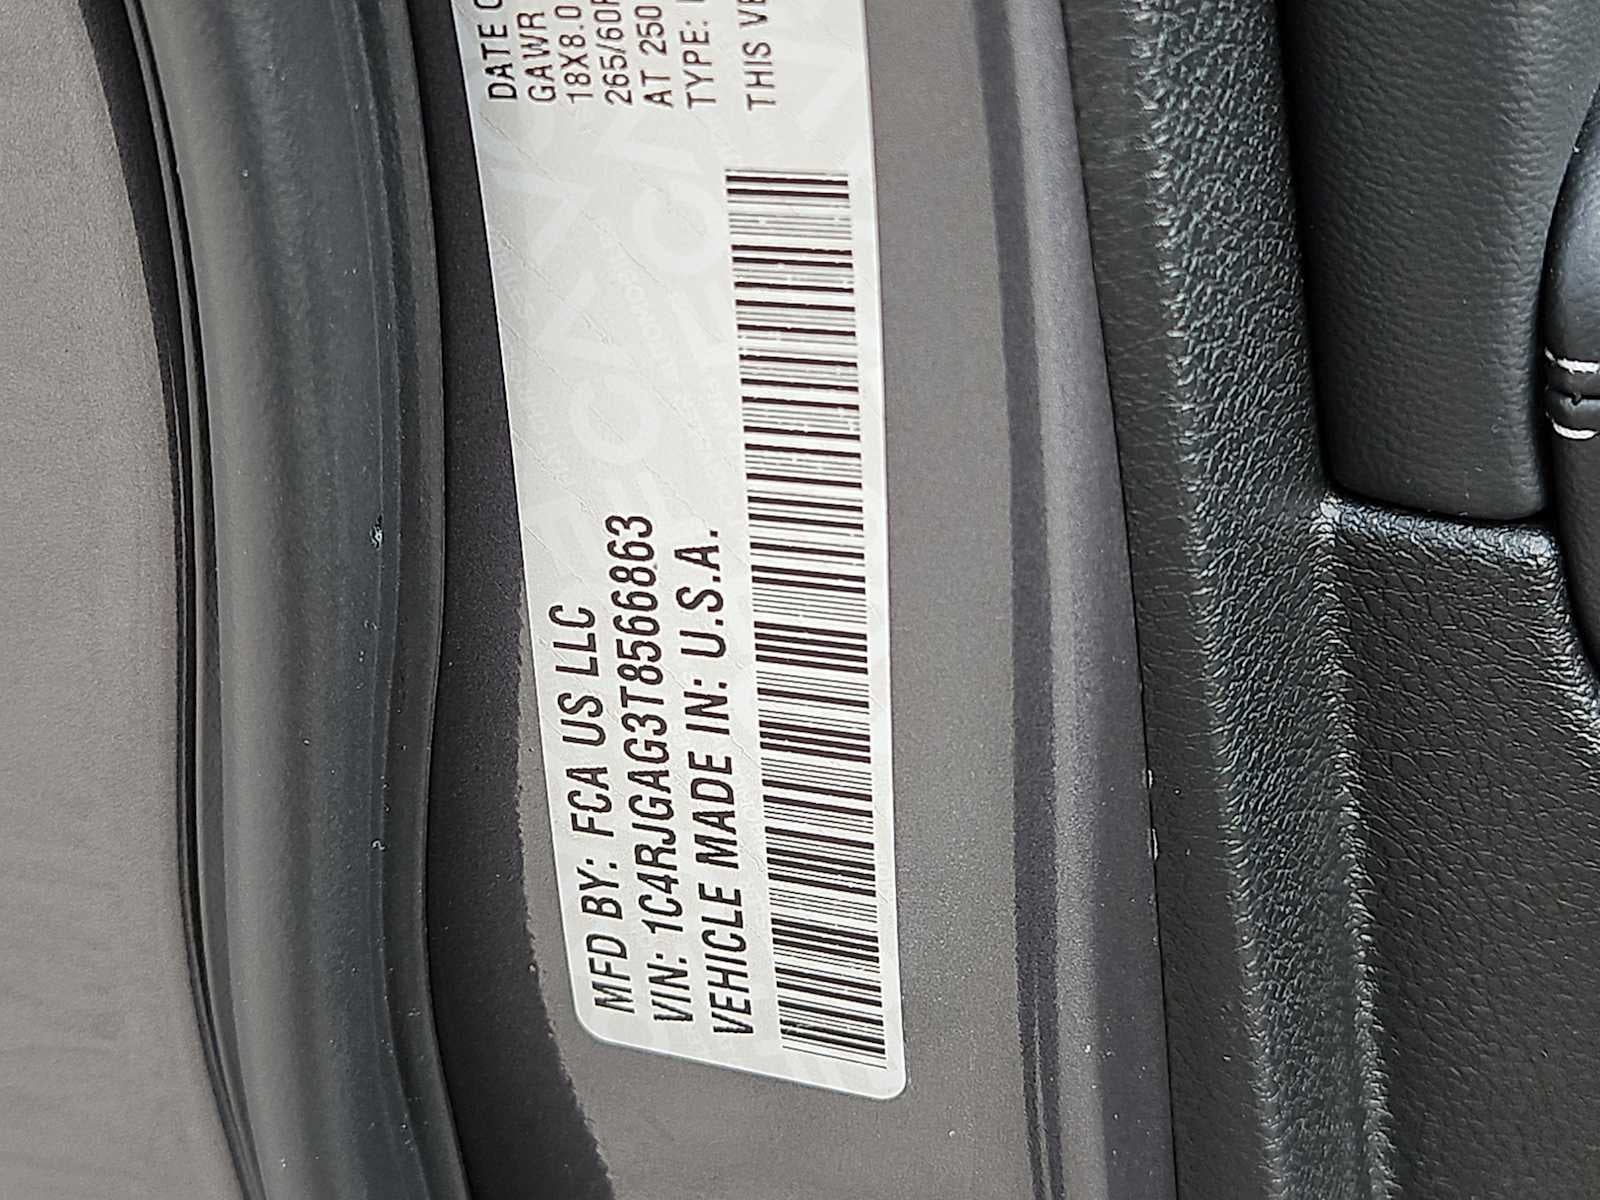 MFD BY: FCA US LLC
VIN: 1C4RJGAG3T8566863
VEHICLE MADE IN: U.S.A.
DATE
GAWR
18X8.0
265/60R
AT 250
TYPE:
THIS